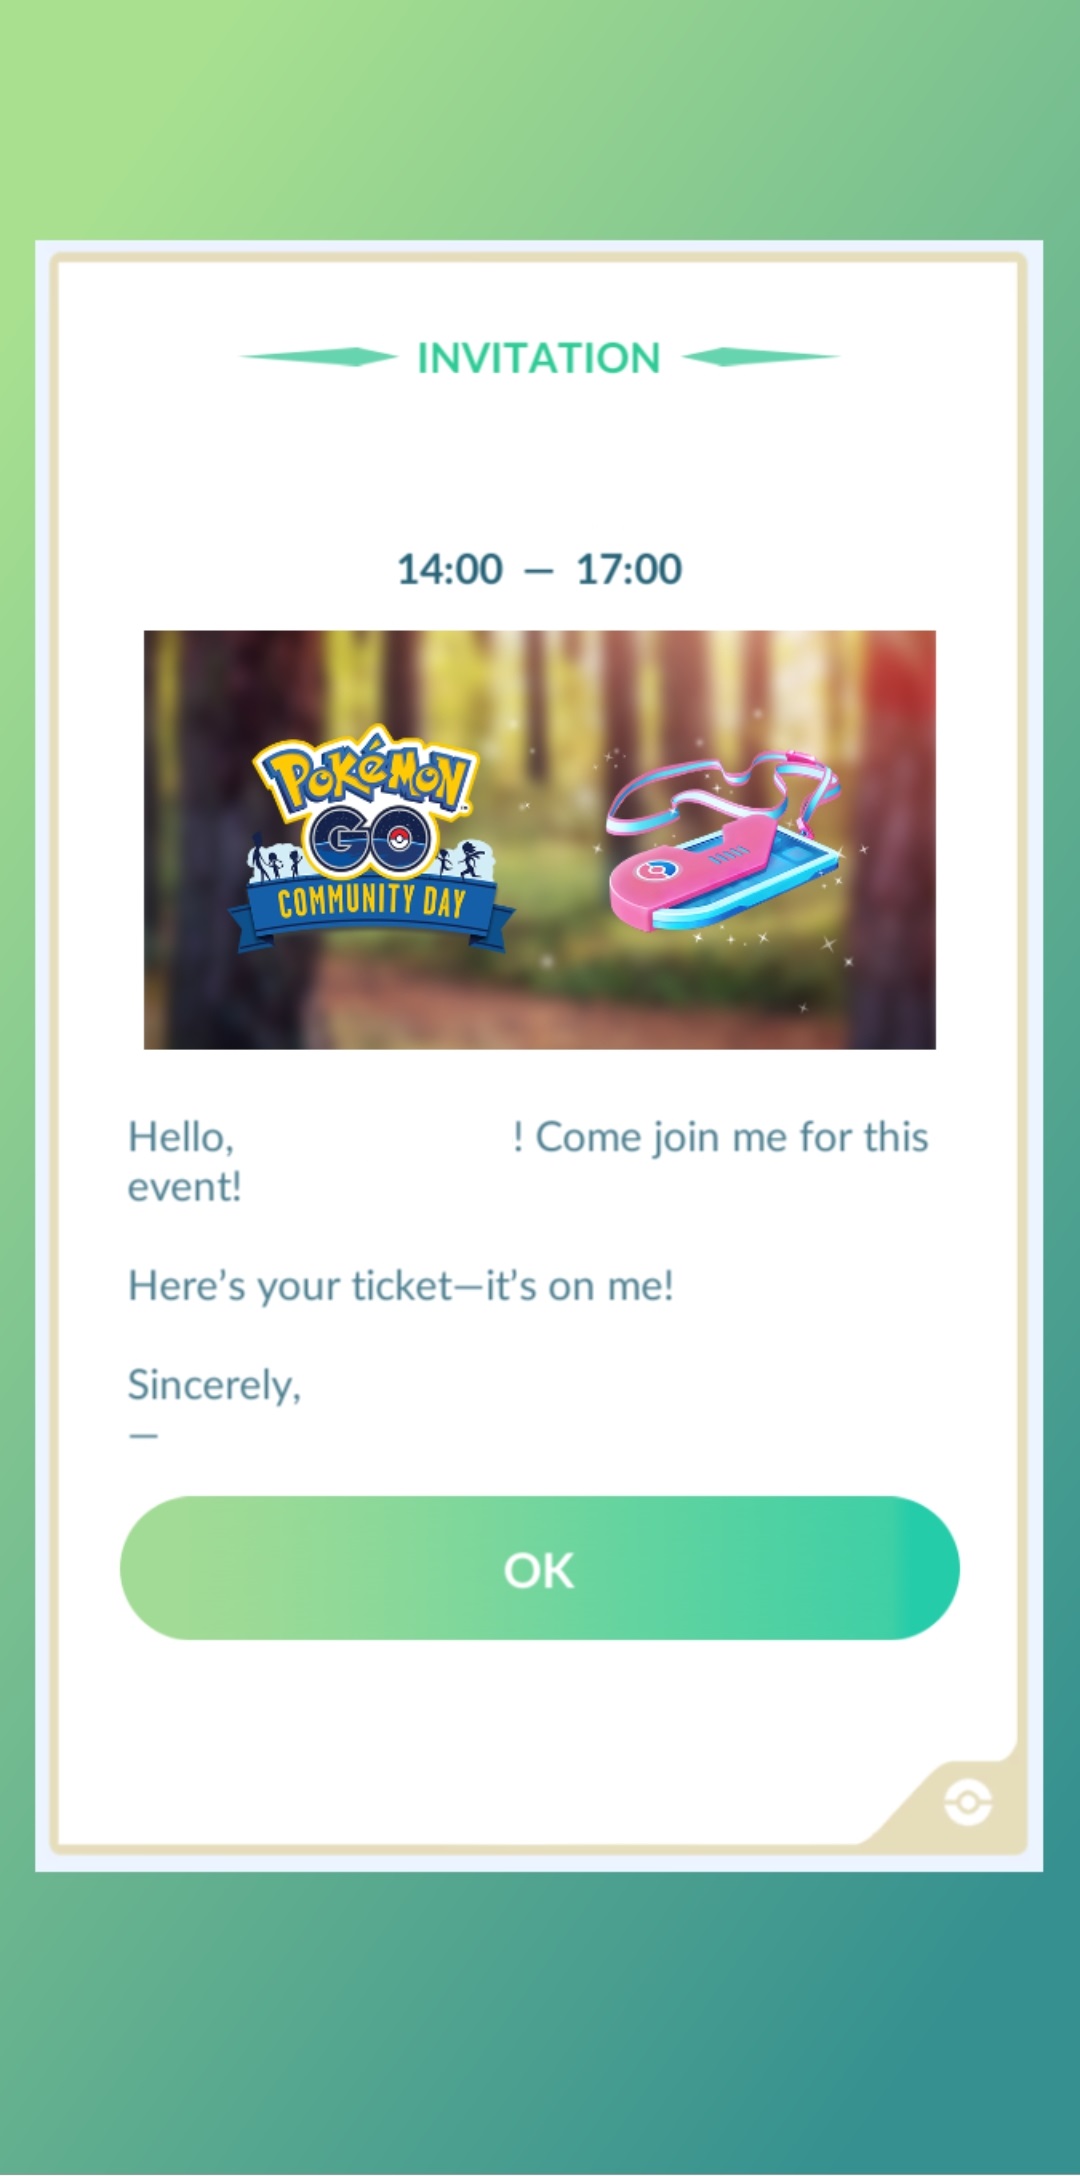 INVITATION
14:00 — 17:00
POKéMON
GO
COMMUNITY DAY
Hello, ! Come join me for this
event!
Here’s your ticket—it’s on me!
Sincerely,
—
OK